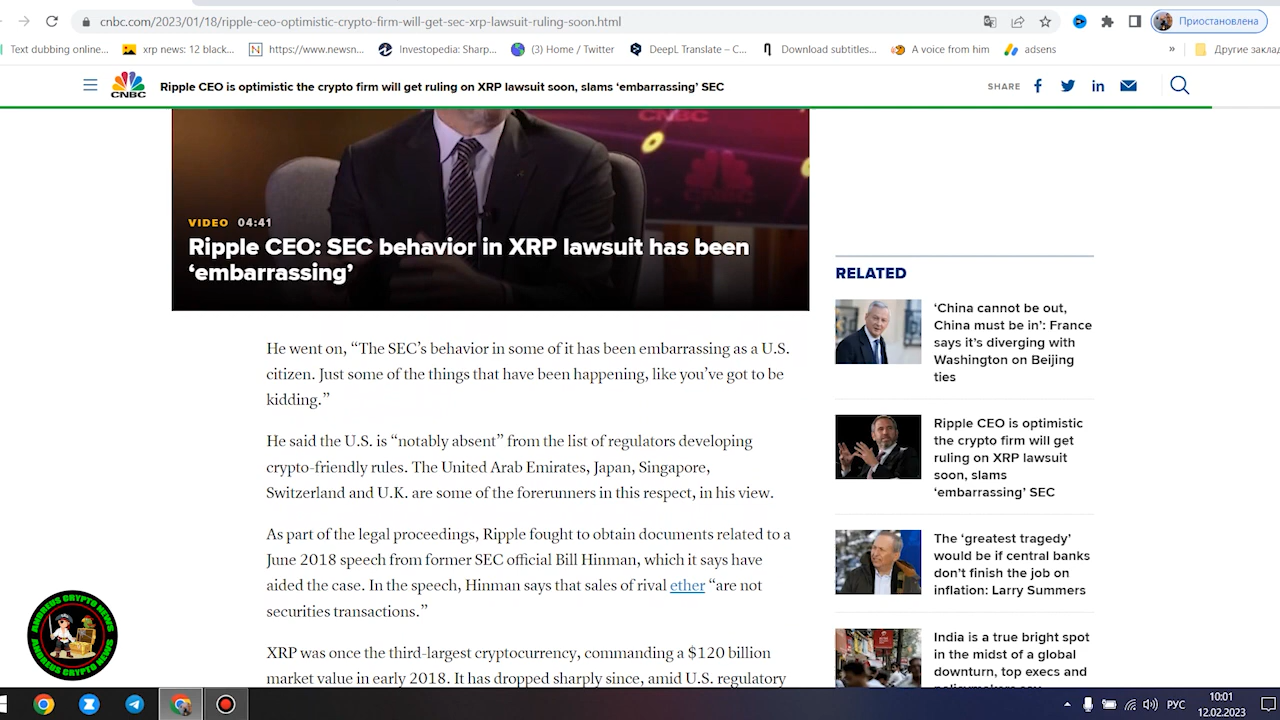 cnbc.com/2023/01/18/ripple-ceo-optimistic-crypto-firm-will-get-sec-xrp-lawsuit-ruling-soon.html
Приостановлена
Text dubbing online...
xrp news: 12 black...
https://www.newsn...
Investopedia: Sharp...
(3) Home / Twitter
DeepL Translate – C...
Download subtitles...
A voice from him
adsens
»
Другие закла
CNBC
Ripple CEO is optimistic the crypto firm will get ruling on XRP lawsuit soon, slams ‘embarrassing’ SEC
SHARE
CNBC
VIDEO 04:41
Ripple CEO: SEC behavior in XRP lawsuit has been
‘embarrassing’
He went on, “The SEC’s behavior in some of it has been embarrassing as a U.S.
citizen. Just some of the things that have been happening, like you’ve got to be
kidding.”
He said the U.S. is “notably absent” from the list of regulators developing
crypto-friendly rules. The United Arab Emirates, Japan, Singapore,
Switzerland and U.K. are some of the forerunners in this respect, in his view.
As part of the legal proceedings, Ripple fought to obtain documents related to a
June 2018 speech from former SEC official Bill Hinman, which it says have
aided the case. In the speech, Hinman says that sales of rival ether “are not
securities transactions.”
XRP was once the third-largest cryptocurrency, commanding a $120 billion
market value in early 2018. It has dropped sharply since, amid U.S. regulatory
RELATED
‘China cannot be out,
China must be in’: France
says it’s diverging with
Washington on Beijing
ties
Ripple CEO is optimistic
the crypto firm will get
ruling on XRP lawsuit
soon, slams
‘embarrassing’ SEC
The ‘greatest tragedy’
would be if central banks
don’t finish the job on
inflation: Larry Summers
India is a true bright spot
in the midst of a global
downturn, top execs and
ANDREUS CRYPTO NEWS
ANDREUS CRYPTO NEWS
РУС
10:01
12.02.2023